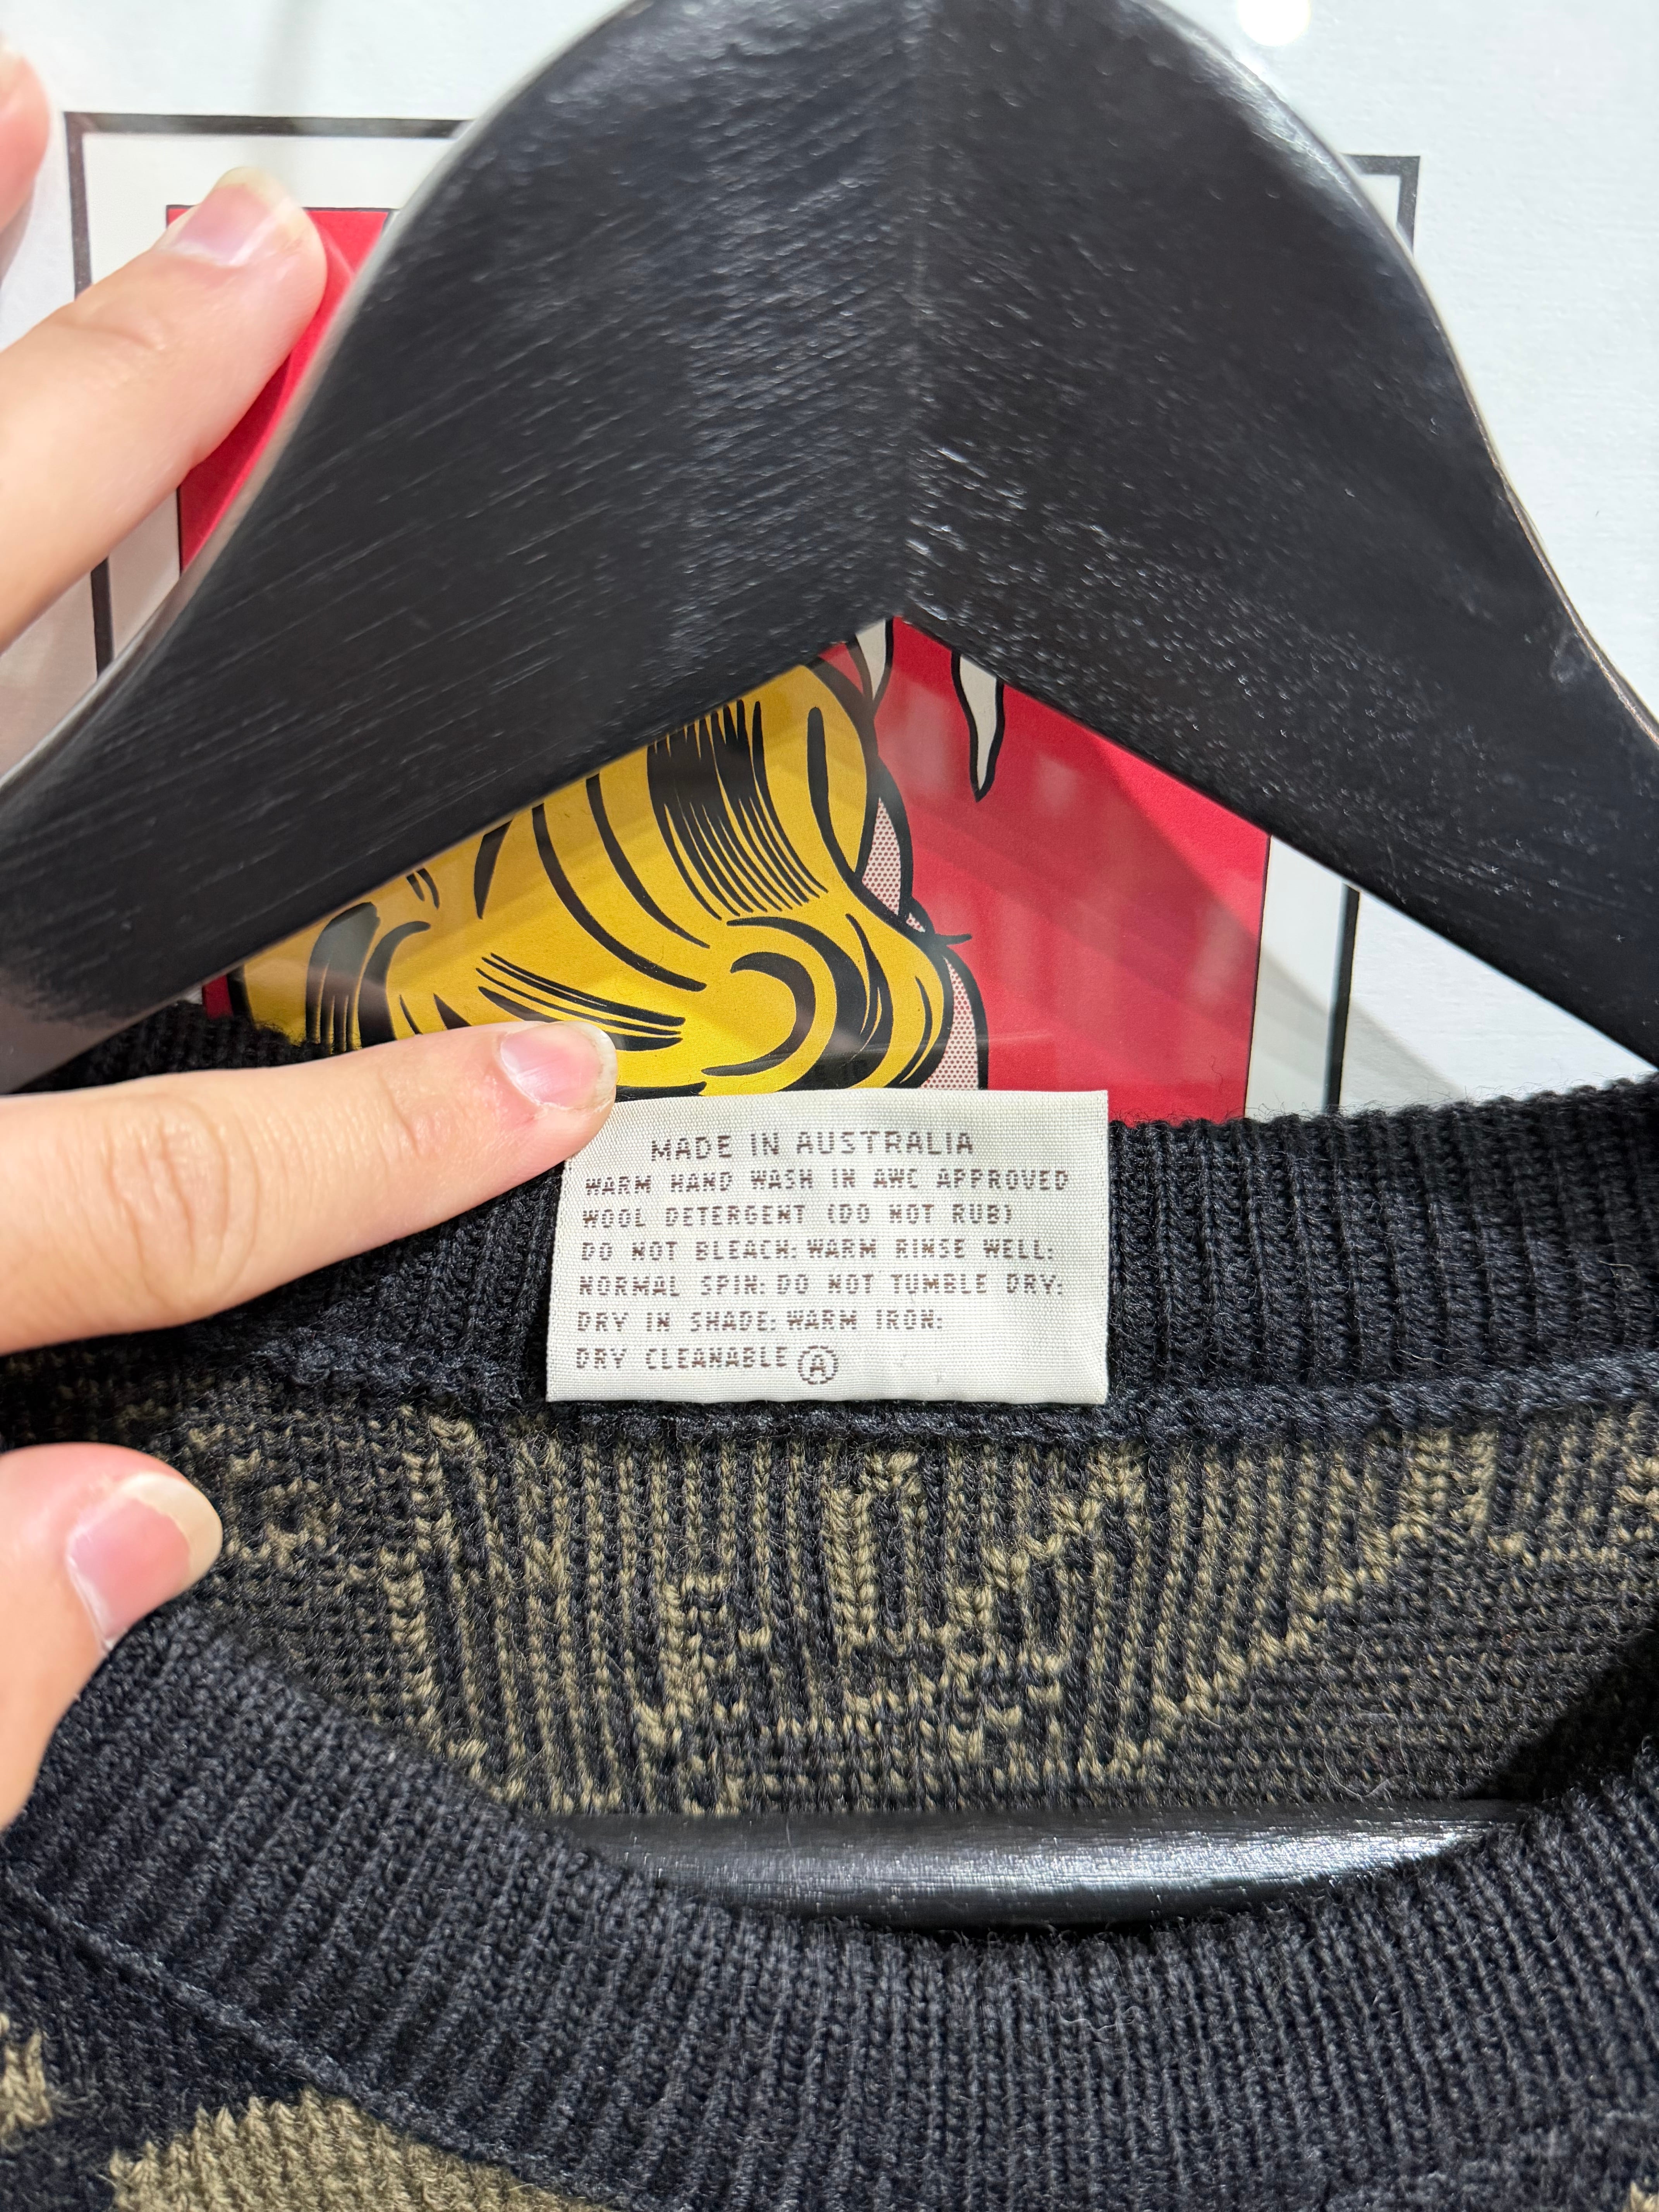 MADE IN AUSTRALIA
WARM HAND WASH IN AWC APPROVED
WOOL DETERGENT (DO NOT RUB)
DO NOT BLEACH: WARM RINSE WELL:
NORMAL SPIN: DO NOT TUMBLE DRY:
DRY IN SHADE: WARM IRON:
DRY CLEANABLE Ⓐ